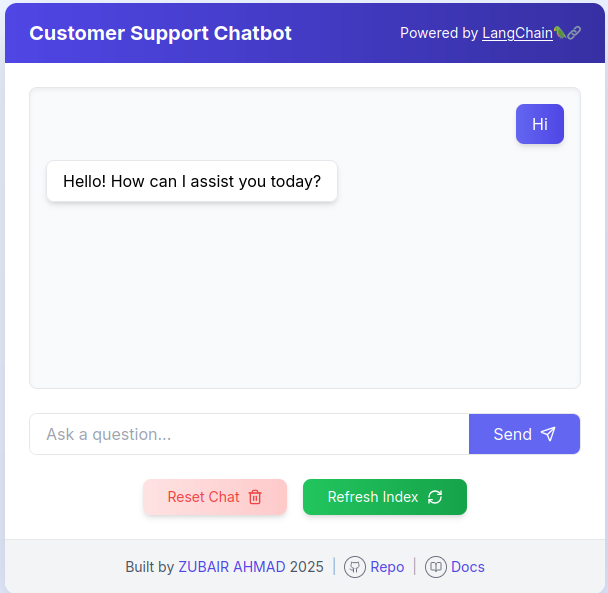 Customer Support Chatbot
Powered by LangChain🦜🔗
Hi
Hello! How can I assist you today?
Ask a question...
Send
Reset Chat
Refresh Index
Built by ZUBAIR AHMAD 2025 | Repo | Docs